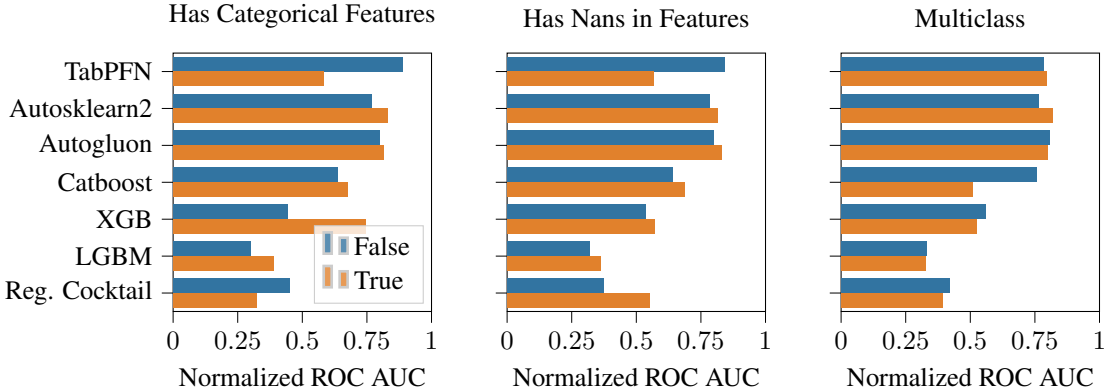 Has Categorical Features
Has Nans in Features
Multiclass
TabPFN
Autosklearn2
Autogluon
Catboost
XGB
LGBM
Reg. Cocktail
False
True
0 0.25 0.5 0.75 1
0 0.25 0.5 0.75 1
0 0.25 0.5 0.75 1
Normalized ROC AUC
Normalized ROC AUC
Normalized ROC AUC